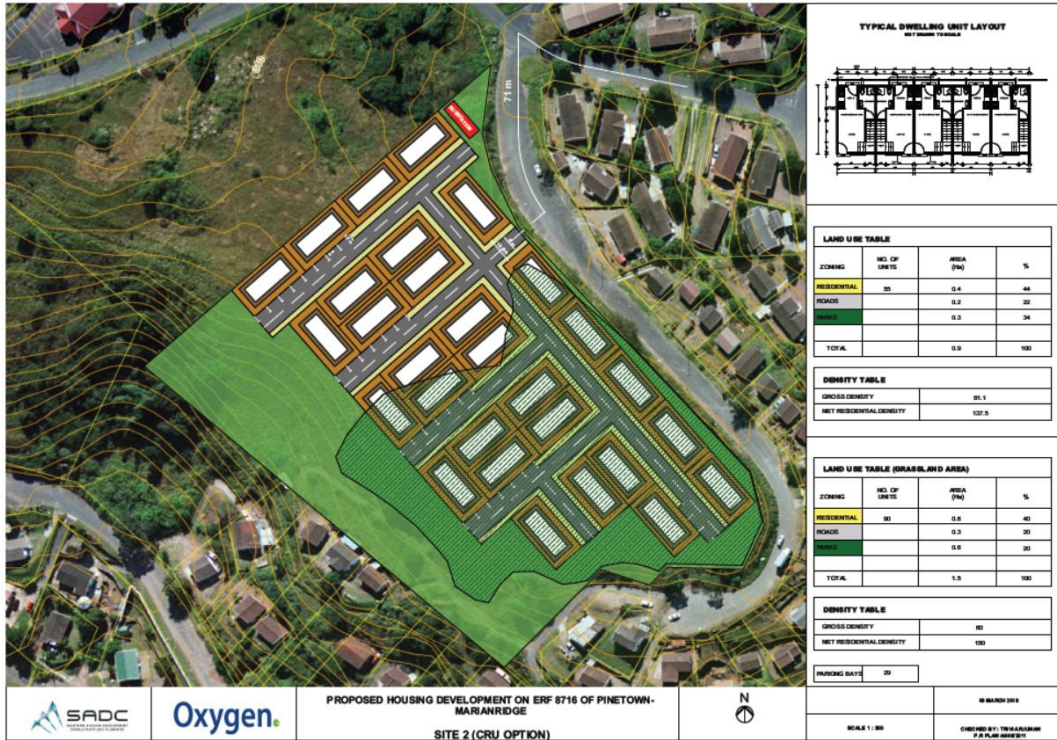 71 m
TYPICAL DWELLING UNIT LAYOUT
NOT DRAWN TO SCALE
LAND USE TABLE
ZONING NO. OF UNITS AREA (Ha) %
RESIDENTIAL 55 0.4 44
ROADS 0.2 22
PARKS 0.3 34
TOTAL 0.9 100
DENSITY TABLE
GROSS DENSITY 61.1
NET RESIDENTIAL DENSITY 137.5
LAND USE TABLE (GRASSLAND AREA)
ZONING NO. OF UNITS AREA (Ha) %
RESIDENTIAL 90 0.6 40
ROADS 0.3 20
PARKS 0.6 20
TOTAL 1.5 100
DENSITY TABLE
GROSS DENSITY 60
NET RESIDENTIAL DENSITY 150
PARKING BAYS 29
SADC
Oxygen.
PROPOSED HOUSING DEVELOPMENT ON ERF 8716 OF PINETOWN-
MARIANRIDGE
SITE 2 (CRU OPTION)
N
MARCH
SCALE 1 :
CHECKED BY: